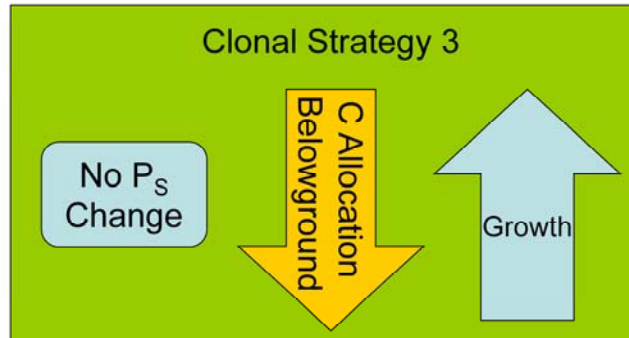 Clonal Strategy 3
No PS
Change
C Allocation
Belowground
Growth